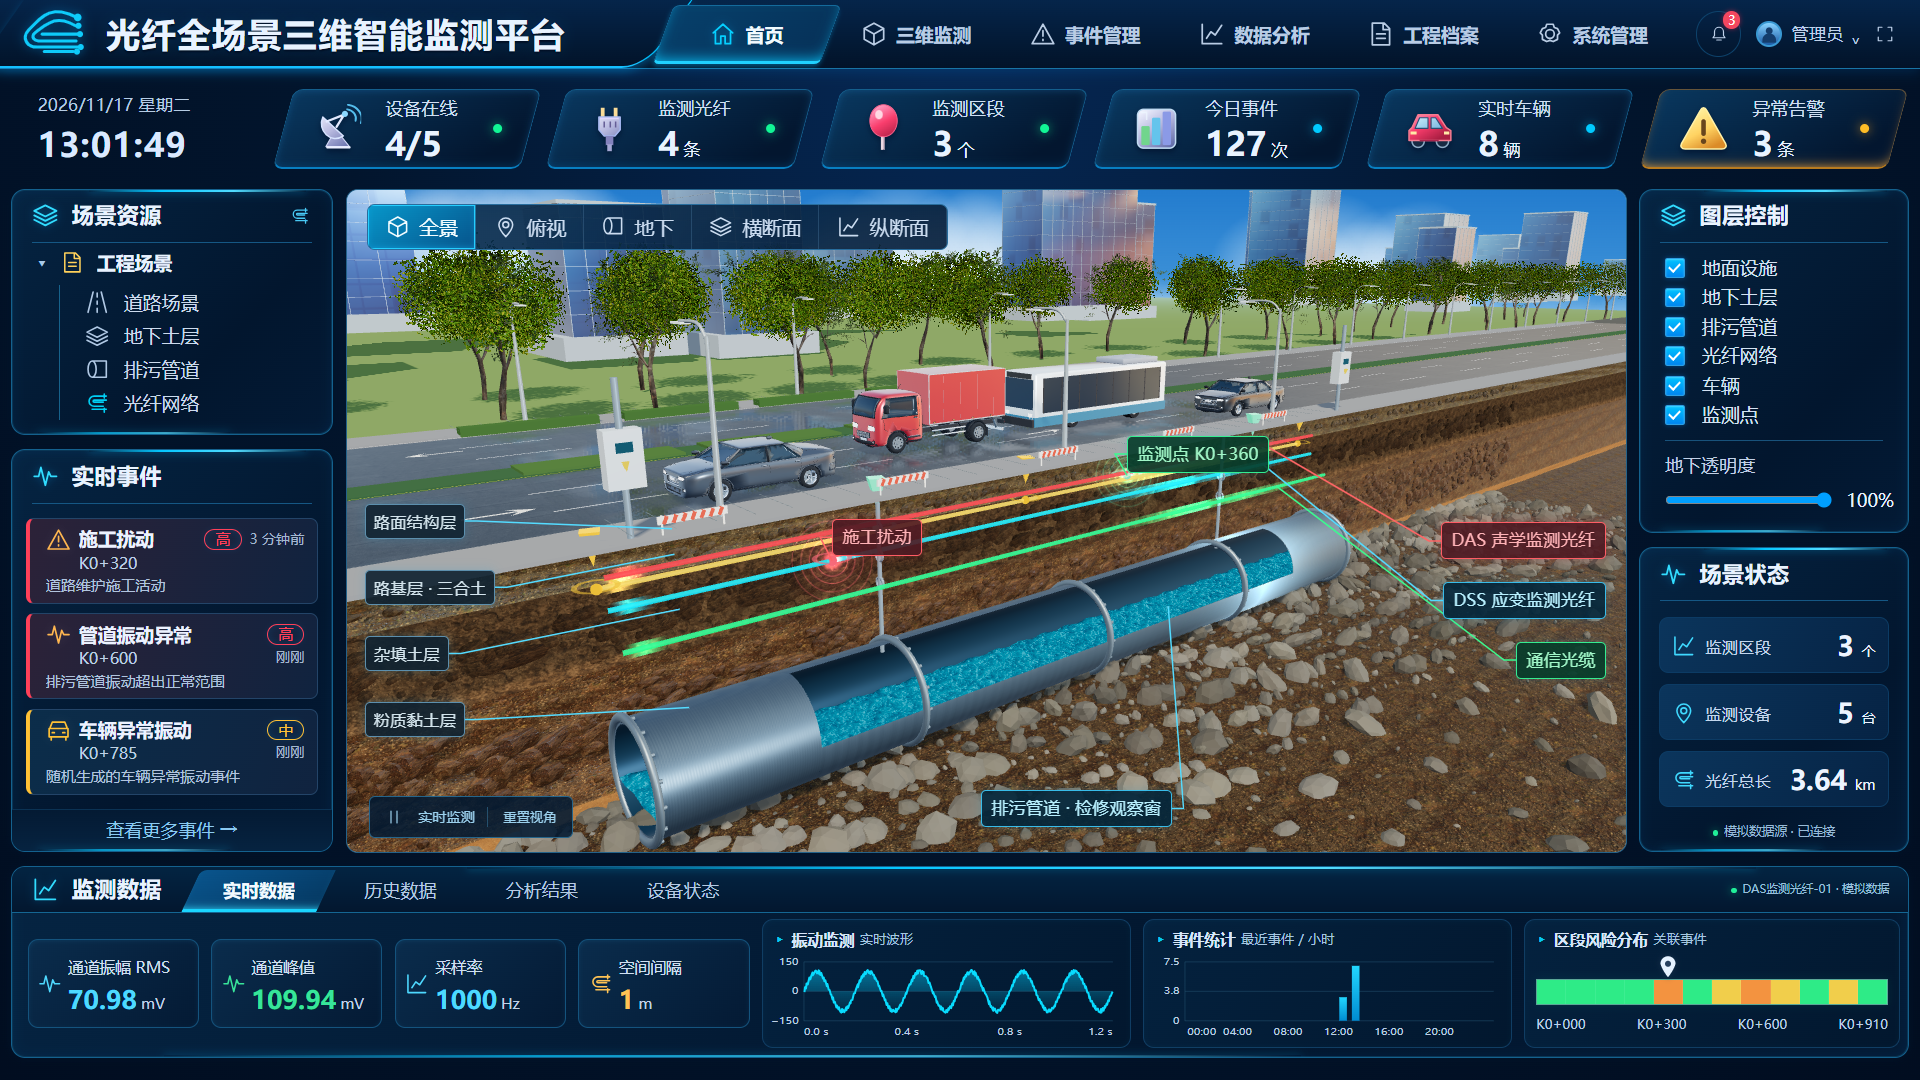 光纤全场景三维智能监测平台
首页
三维监测
事件管理
数据分析
工程档案
系统管理
3
管理员
2026/11/17 星期二
13:01:49
设备在线
4/5
监测光纤
4 条
监测区段
3 个
今日事件
127 次
实时车辆
8 辆
异常告警
3 条
场景资源
工程场景
道路场景
地下土层
排污管道
光纤网络
实时事件
施工扰动
高
3 分钟前
K0+320
道路维护施工活动
管道振动异常
高
K0+600
刚刚
排污管道振动超出正常范围
车辆异常振动
中
K0+785
刚刚
随机生成的车辆异常振动事件
查看更多事件
全景
俯视
地下
横断面
纵断面
监测点 K0+360
路面结构层
施工扰动
DAS 声学监测光纤
路基层 · 三合土
DSS 应变监测光纤
杂填土层
通信光缆
粉质黏土层
排污管道 · 检修观察窗
实时监测
重置视角
图层控制
地面设施
地下土层
排污管道
光纤网络
车辆
监测点
地下透明度
100%
场景状态
监测区段
3 个
监测设备
5 台
光纤总长
3.64 km
模拟数据源 · 已连接
监测数据
实时数据
历史数据
分析结果
设备状态
DAS监测光纤-01 · 模拟数据
通道振幅 RMS
70.98 mV
通道峰值
109.94 mV
采样率
1000 Hz
空间间隔
1 m
振动监测 实时波形
150
0
-150
0.0 s
0.4 s
0.8 s
1.2 s
事件统计 最近事件 / 小时
7.5
3.8
0
00:00
04:00
08:00
12:00
16:00
20:00
区段风险分布 关联事件
K0+000
K0+300
K0+600
K0+910